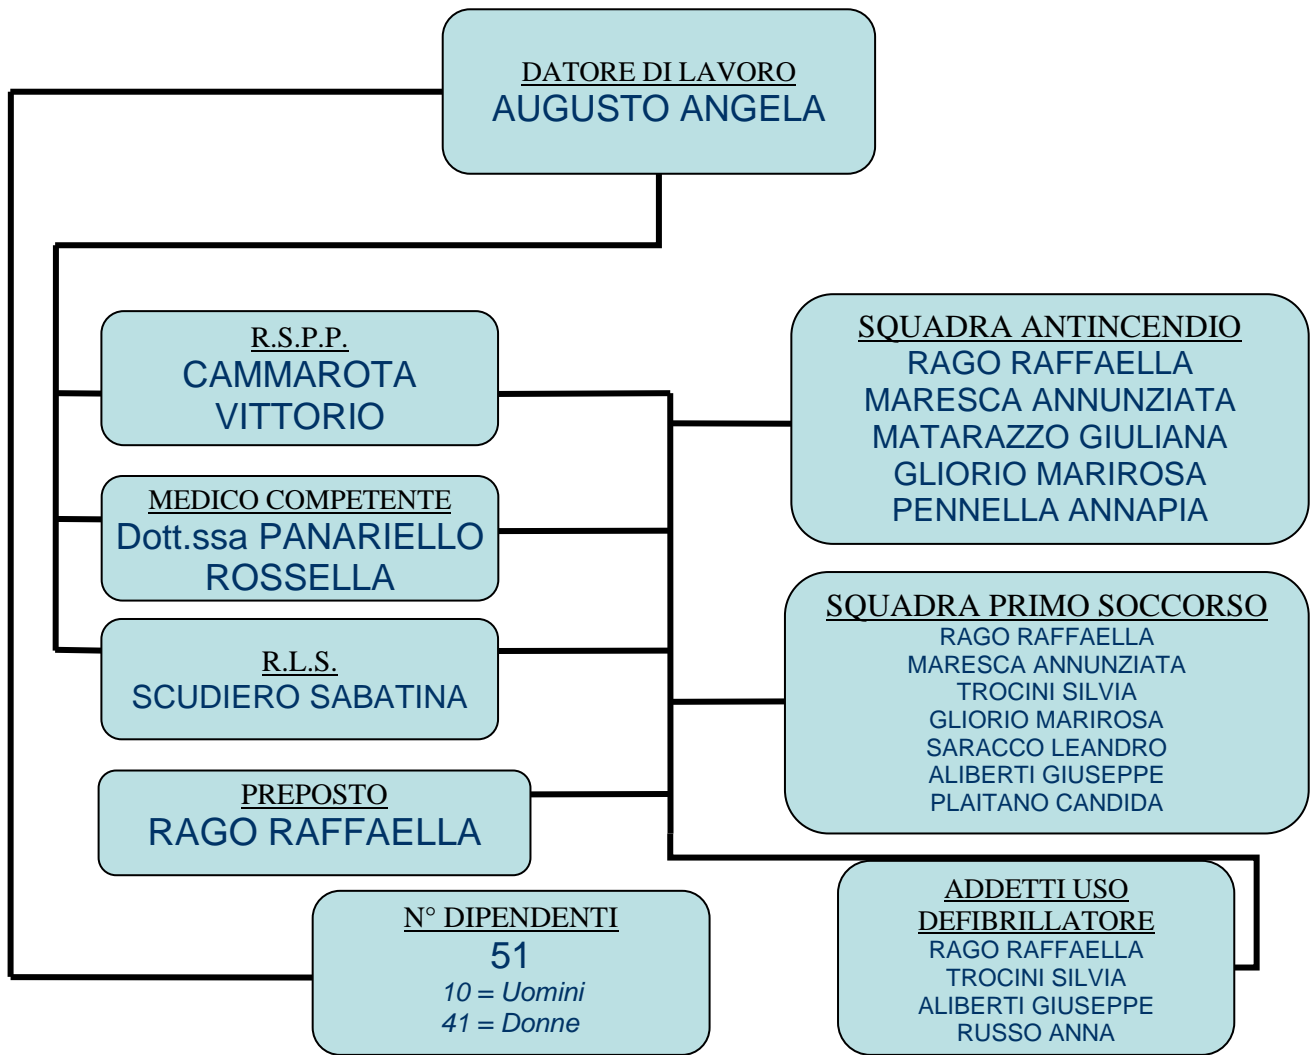 DATORE DI LAVORO
AUGUSTO ANGELA
R.S.P.P.
CAMMAROTA
VITTORIO
MEDICO COMPETENTE
Dott.ssa PANARIELLO
ROSSELLA
R.L.S.
SCUDIERO SABATINA
PREPOSTO
RAGO RAFFAELLA
N° DIPENDENTI
51
10 = Uomini
41 = Donne
SQUADRA ANTINCENDIO
RAGO RAFFAELLA
MARESCA ANNUNZIATA
MATARAZZO GIULIANA
GLIORIO MARIROSA
PENNELLA ANNAPIA
SQUADRA PRIMO SOCCORSO
RAGO RAFFAELLA
MARESCA ANNUNZIATA
TROCINI SILVIA
GLIORIO MARIROSA
SARACCO LEANDRO
ALIBERTI GIUSEPPE
PLAITANO CANDIDA
ADDETTI USO
DEFIBRILLATORE
RAGO RAFFAELLA
TROCINI SILVIA
ALIBERTI GIUSEPPE
RUSSO ANNA